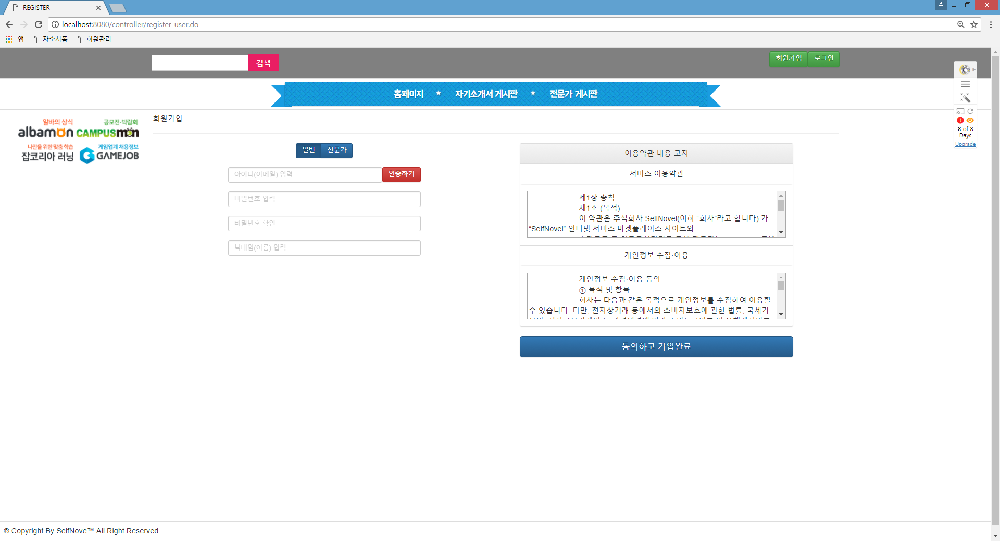 REGISTER
localhost:8080/controller/register_user.do
앱 자소서폼 회원관리
검색
회원가입 로그인
홈페이지 ★ 자기소개서 게시판 ★ 전문가 게시판
8 of 8
Days
Upgrade
알바의 상식
albamon
공모전·박람회
CAMPUSmon
나만을 위한 맞춤 학습
잡코리아 러닝
게임업계 채용정보
GAMEJOB
회원가입
일반 전문가
아이디(이메일) 입력 인증하기
비밀번호 입력
비밀번호 확인
닉네임(이름) 입력
이용약관 내용 고지
서비스 이용약관
제1장 총칙
제1조 (목적)
이 약관은 주식회사 SelfNovel(이하 “회사”라고 합니다) 가
“SelfNovel” 인터넷 서비스 마켓플레이스 사이트와
개인정보 수집·이용
개인정보 수집·이용 동의
① 목적 및 항목
회사는 다음과 같은 목적으로 개인정보를 수집하여 이용할
수 있습니다. 다만, 전자상거래 등에서의 소비자보호에 관한 법률, 국세기
동의하고 가입완료
® Copyright By SelfNove™ All Right Reserved.